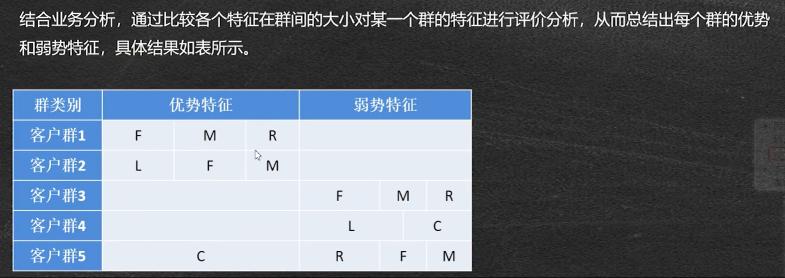 结合业务分析，通过比较各个特征在群间的大小对某一个群的特征进行评价分析，从而总结出每个群的优势
和弱势特征，具体结果如表所示。
群类别 优势特征 弱势特征
客户群1 F M R
客户群2 L F M
客户群3 F M R
客户群4 L C
客户群5 C R F M